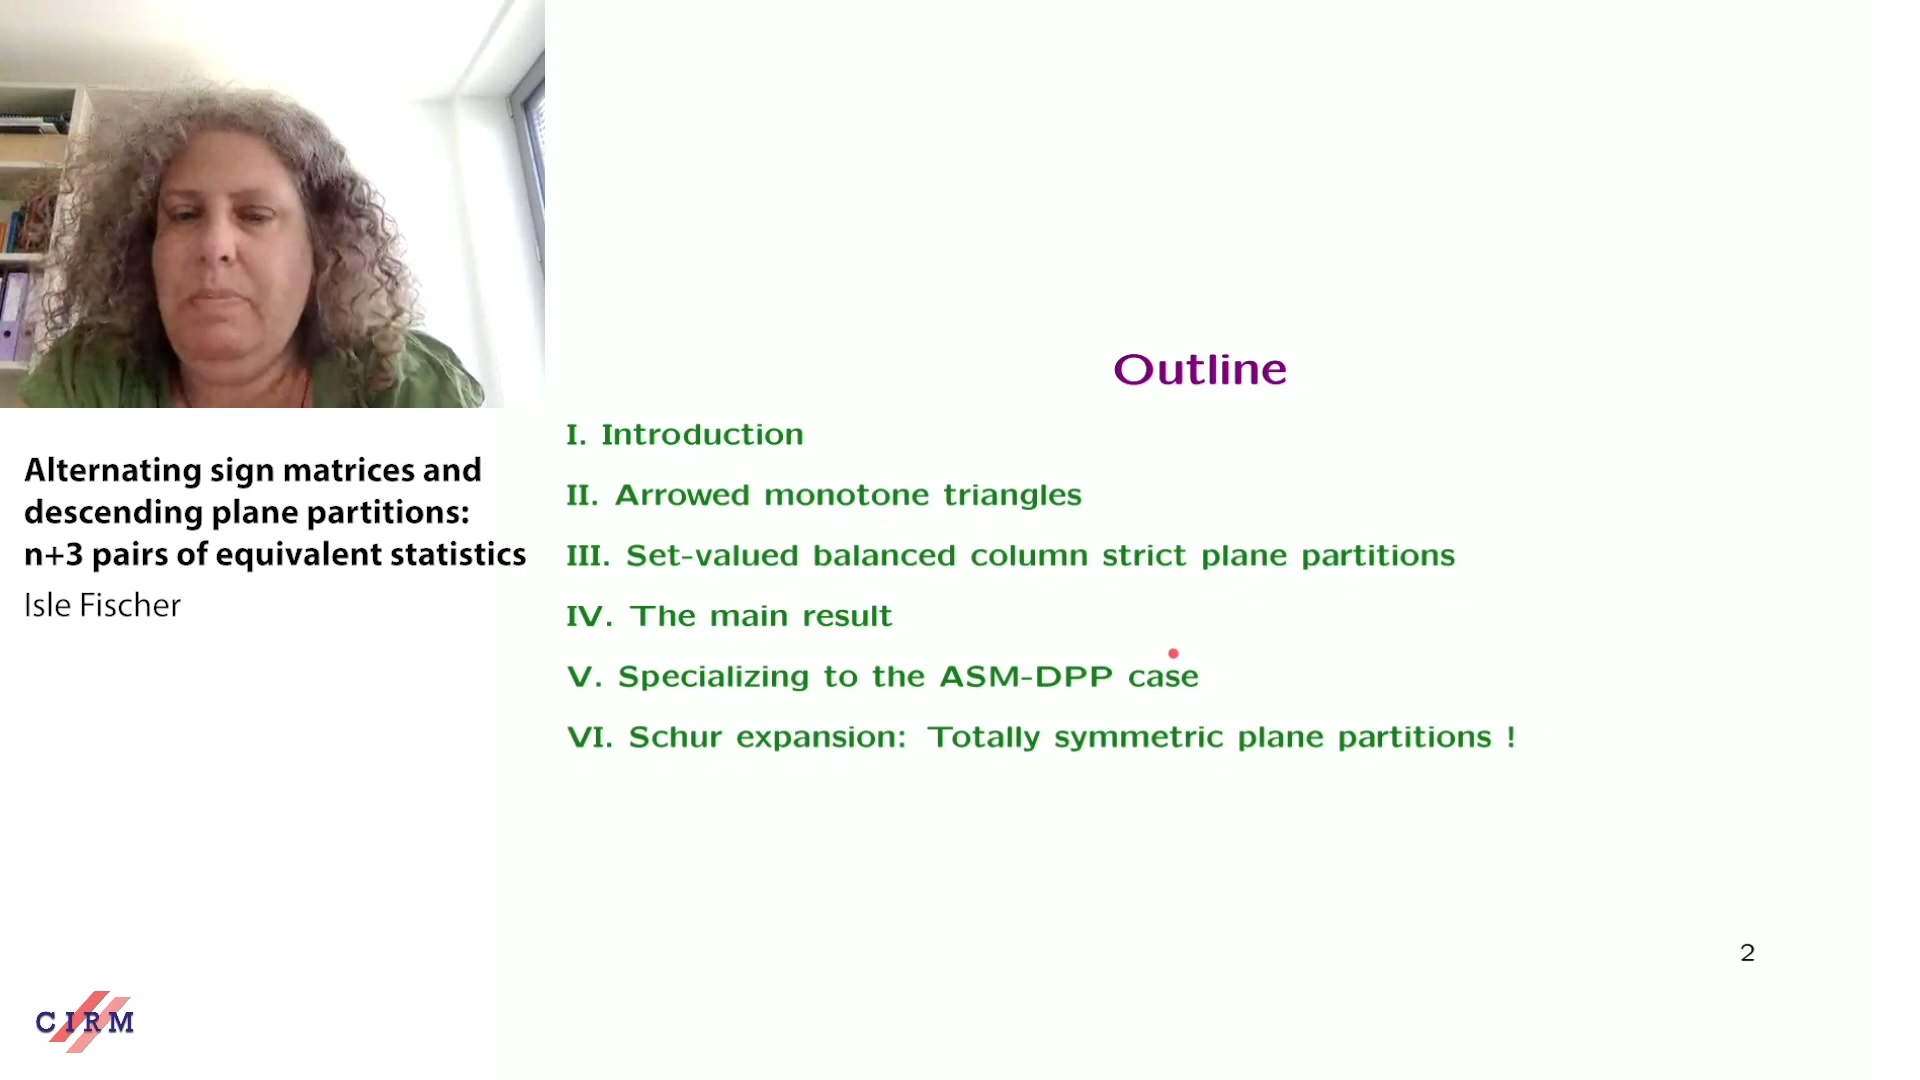 Alternating sign matrices and
descending plane partitions:
n+3 pairs of equivalent statistics
Isle Fischer
CIRM
Outline
I. Introduction
II. Arrowed monotone triangles
III. Set-valued balanced column strict plane partitions
IV. The main result
V. Specializing to the ASM-DPP case
VI. Schur expansion: Totally symmetric plane partitions !
2